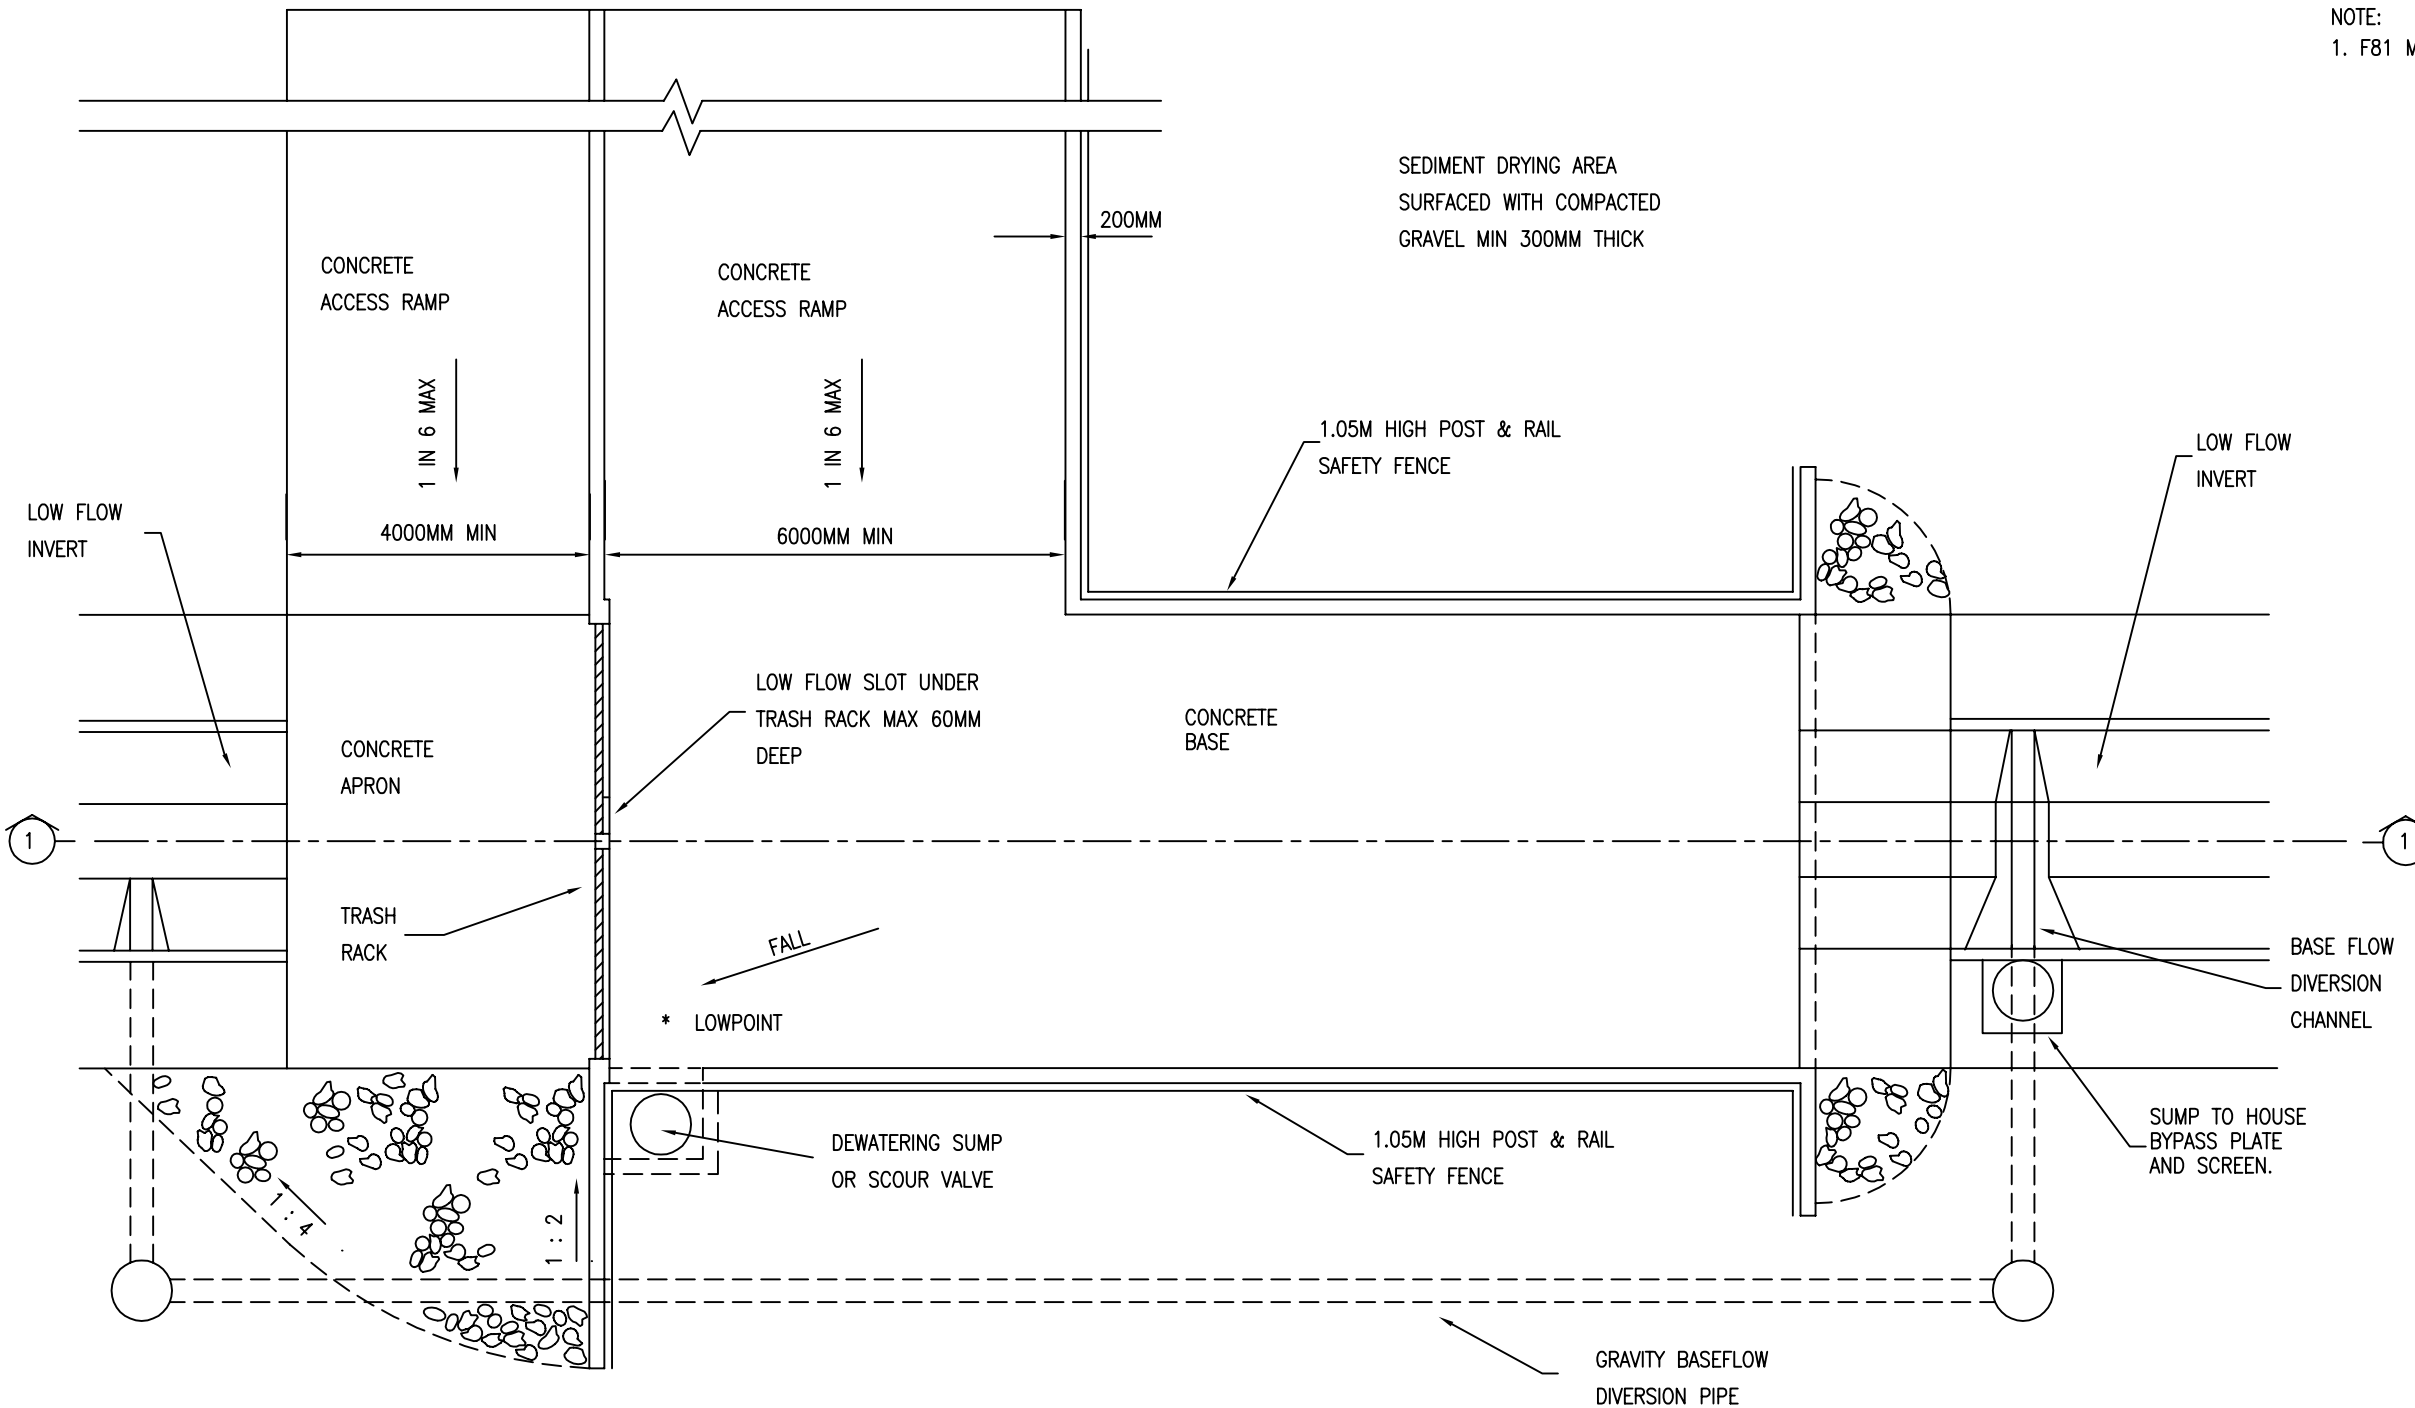 NOTE:
1. F81 M
SEDIMENT DRYING AREA
SURFACED WITH COMPACTED
GRAVEL MIN 300MM THICK
200MM
CONCRETE
ACCESS RAMP
CONCRETE
ACCESS RAMP
1 IN 6 MAX
1 IN 6 MAX
1.05M HIGH POST & RAIL
SAFETY FENCE
LOW FLOW
INVERT
LOW FLOW
INVERT
4000MM MIN
6000MM MIN
LOW FLOW SLOT UNDER
TRASH RACK MAX 60MM
DEEP
CONCRETE
BASE
CONCRETE
APRON
1
1
TRASH
RACK
FALL
* LOWPOINT
BASE FLOW
DIVERSION
CHANNEL
DEWATERING SUMP
OR SCOUR VALVE
1.05M HIGH POST & RAIL
SAFETY FENCE
SUMP TO HOUSE
BYPASS PLATE
AND SCREEN.
1 : 4
1 : 2
GRAVITY BASEFLOW
DIVERSION PIPE